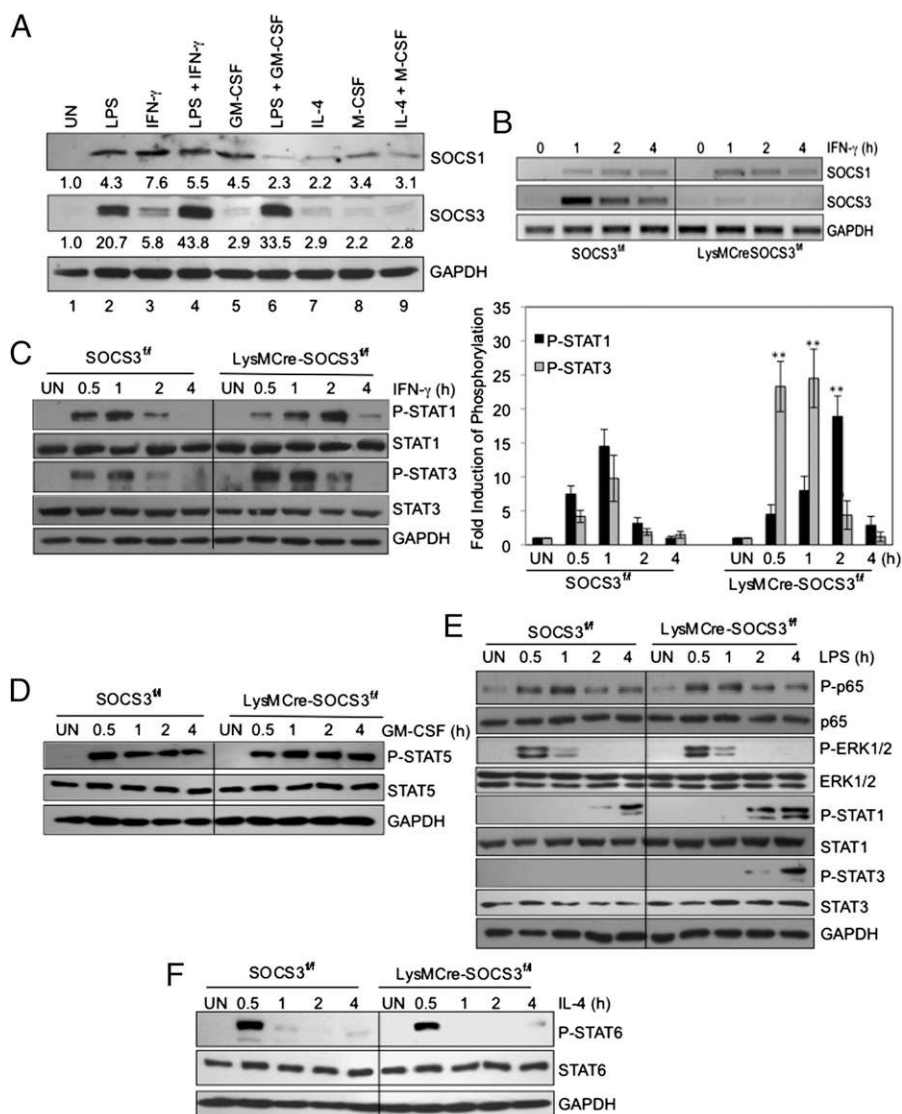 A
UN LPS IFN-γ LPS + IFN-γ GM-CSF LPS + GM-CSF IL-4 M-CSF IL-4 + M-CSF
SOCS1
1.0 4.3 7.6 5.5 4.5 2.3 2.2 3.4 3.1
SOCS3
1.0 20.7 5.8 43.8 2.9 33.5 2.9 2.2 2.8
GAPDH
1 2 3 4 5 6 7 8 9
B
0 1 2 4 0 1 2 4 IFN-γ (h)
SOCS1
SOCS3
GAPDH
SOCS3f/f LysMCreSOCS3f/f
C
SOCS3f/f LysMCre-SOCS3f/f
UN 0.5 1 2 4 UN 0.5 1 2 4
IFN-γ (h)
P-STAT1
STAT1
P-STAT3
STAT3
GAPDH
Fold Induction of Phosphorylation
35
30
25
20
15
10
5
0
P-STAT1
P-STAT3
** ** **
UN 0.5 1 2 4 UN 0.5 1 2 4 (h)
SOCS3f/f LysMCre-SOCS3f/f
D
SOCS3f/f LysMCre-SOCS3f/f
UN 0.5 1 2 4 UN 0.5 1 2 4 GM-CSF (h)
P-STAT5
STAT5
GAPDH
E
SOCS3f/f LysMCre-SOCS3f/f
UN 0.5 1 2 4 UN 0.5 1 2 4 LPS (h)
P-p65
p65
P-ERK1/2
ERK1/2
P-STAT1
STAT1
P-STAT3
STAT3
GAPDH
F
SOCS3f/f LysMCre-SOCS3f/f
UN 0.5 1 2 4 UN 0.5 1 2 4 IL-4 (h)
P-STAT6
STAT6
GAPDH